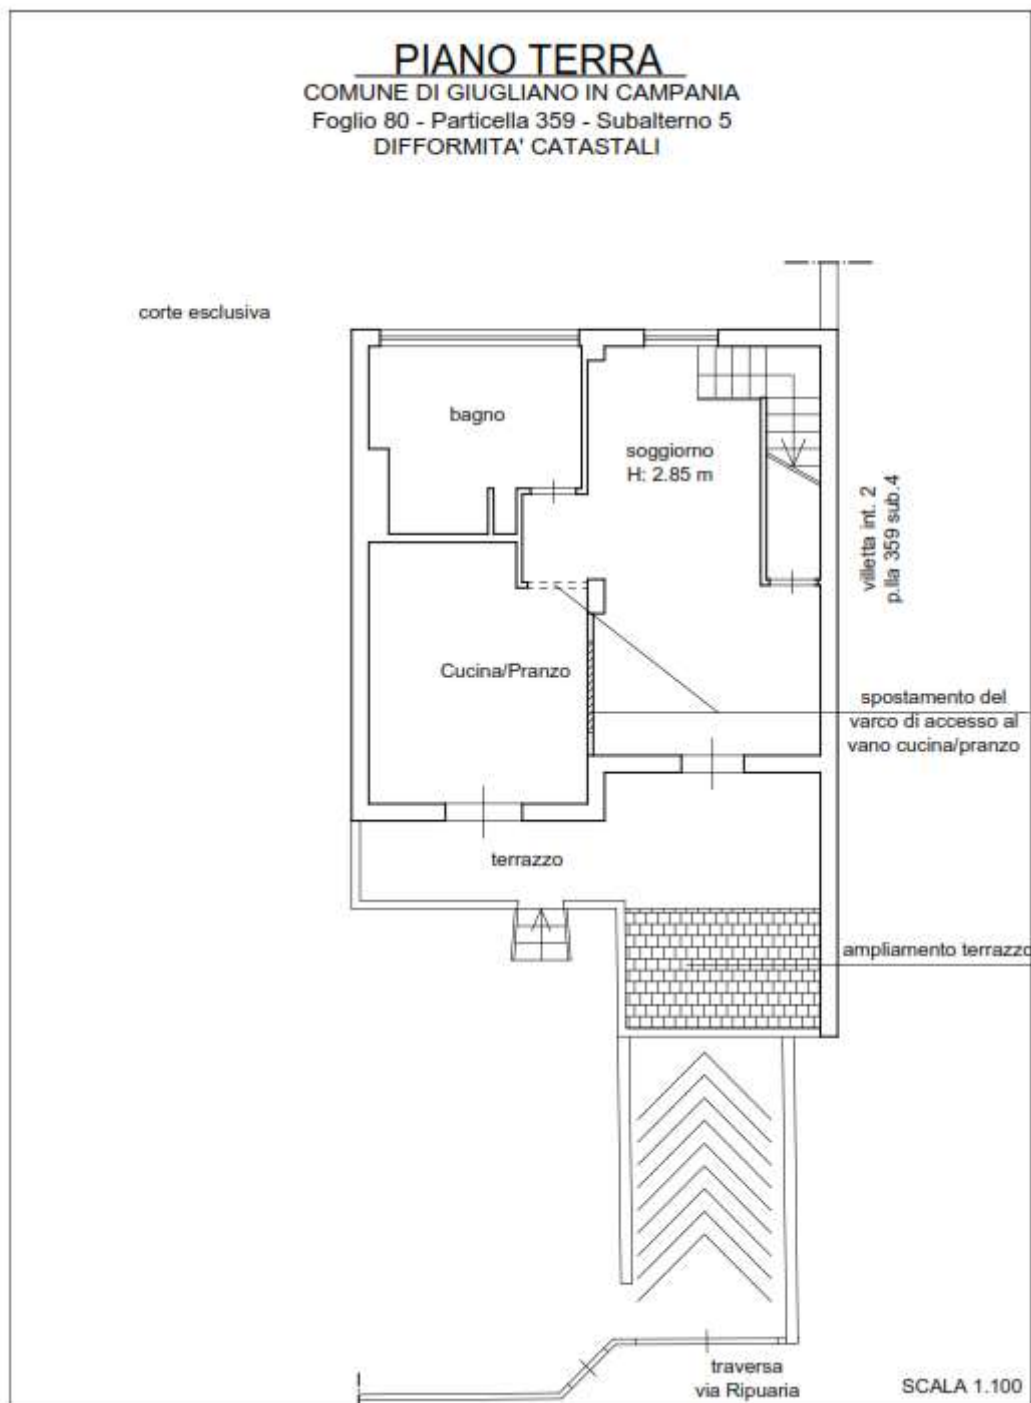 PIANO TERRA
COMUNE DI GIUGLIANO IN CAMPANIA
Foglio 80 - Particella 359 - Subalterno 5
DIFFORMITA' CATASTALI
corte esclusiva
bagno
soggiorno
H: 2.85 m
villetta int. 2
p.lla 359 sub.4
Cucina/Pranzo
spostamento del
varco di accesso al
vano cucina/pranzo
terrazzo
ampliamento terrazzo
traversa
via Ripuaria
SCALA 1.100